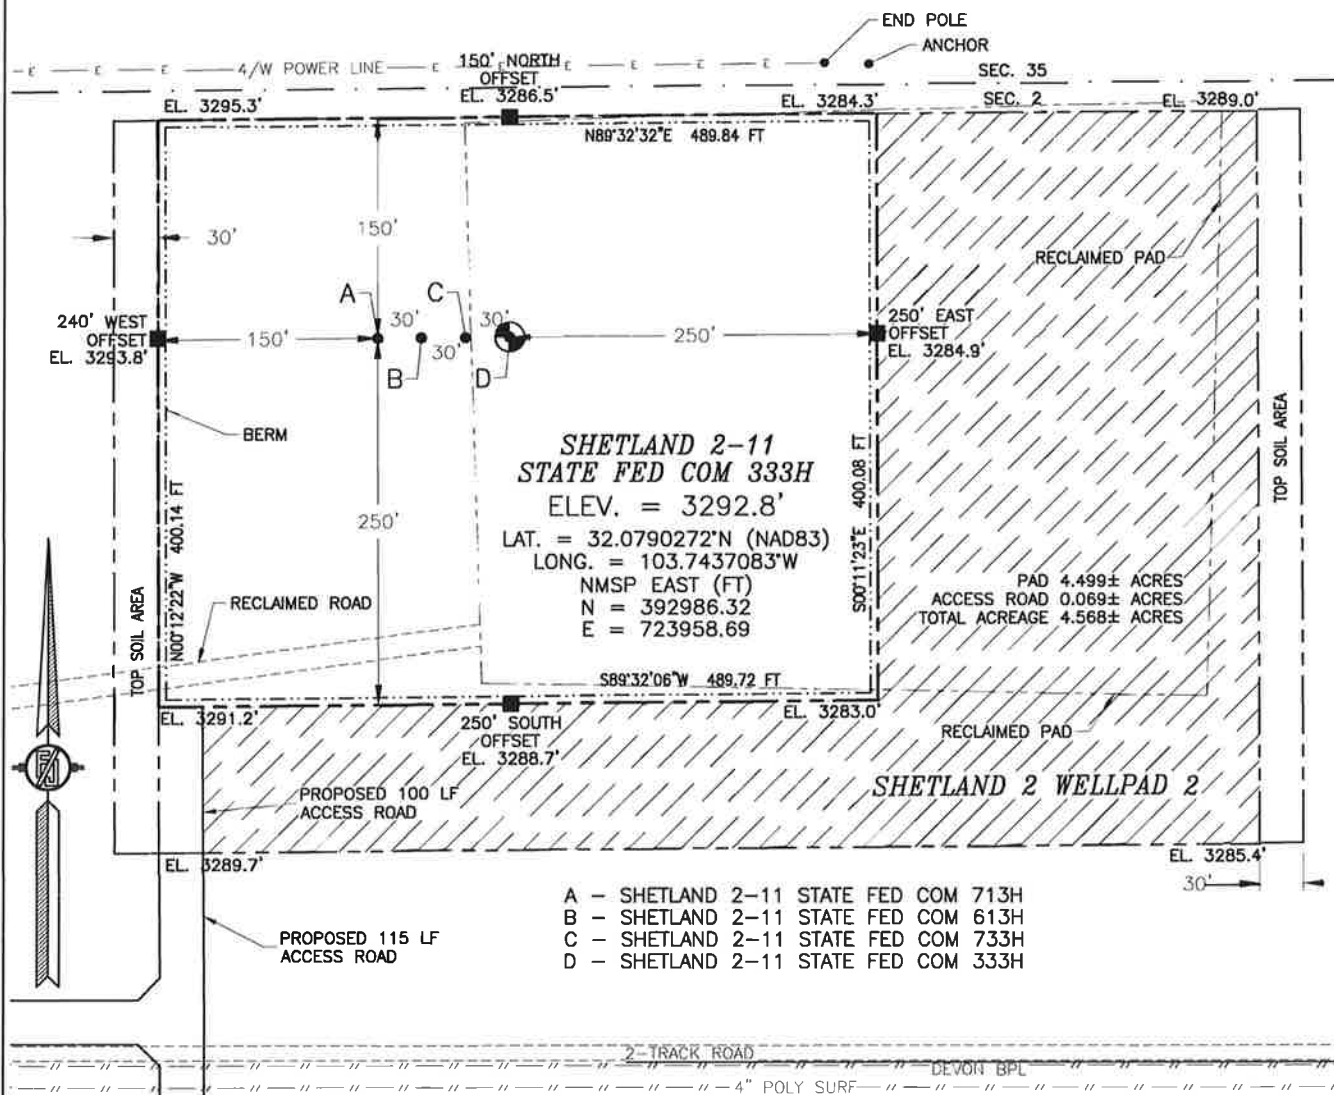 END POLE
ANCHOR
E E E 4/W POWER LINE E E E E E
150' NORTH
OFFSET
EL. 3286.5'
SEC. 35
SEC. 2
EL. 3295.3'
EL. 3284.3'
EL. 3289.0'
N89°32'32"E 489.84 FT
30'
150'
RECLAIMED PAD
A
C
30'
30'
240' WEST
OFFSET
EL. 3293.8'
150'
30'
250'
250' EAST
OFFSET
EL. 3284.9'
B
D
BERM
SHETLAND 2-11
STATE FED COM 333H
ELEV. = 3292.8'
LAT. = 32.0790272°N (NAD83)
LONG. = 103.7437083°W
NMSP EAST (FT)
N = 392986.32
E = 723958.69
250'
N00°12'22"W 400.14 FT
S00°11'23"E 400.08 FT
TOP SOIL AREA
TOP SOIL AREA
PAD 4.499± ACRES
ACCESS ROAD 0.069± ACRES
TOTAL ACREAGE 4.568± ACRES
RECLAIMED ROAD
S89°32'06"W 489.72 FT
EL. 3291.2'
250' SOUTH
OFFSET
EL. 3288.7'
EL. 3283.0'
RECLAIMED PAD
SHETLAND 2 WELLPAD 2
PROPOSED 100 LF
ACCESS ROAD
EL. 3289.7'
EL. 3285.4'
30'
A - SHETLAND 2-11 STATE FED COM 713H
B - SHETLAND 2-11 STATE FED COM 613H
C - SHETLAND 2-11 STATE FED COM 733H
D - SHETLAND 2-11 STATE FED COM 333H
PROPOSED 115 LF
ACCESS ROAD
2-TRACK ROAD
DEVON BPL
4" POLY SURF